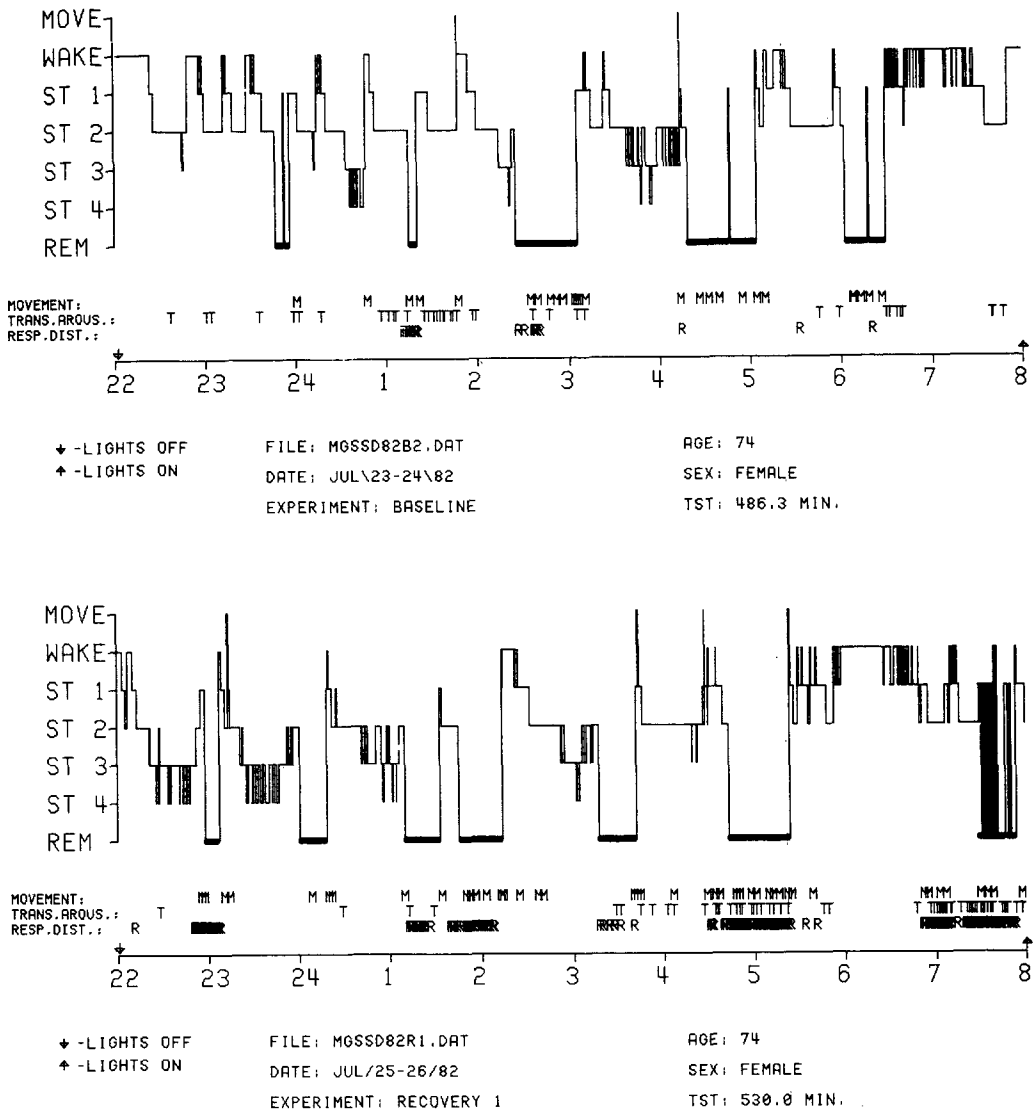 MOVE
WAKE
ST 1
ST 2
ST 3
ST 4
REM
MOVEMENT:
TRANS.AROUS.:
RESP.DIST.:
22 23 24 1 2 3 4 5 6 7 8
↓ -LIGHTS OFF FILE: MGSSD82B2.DAT AGE: 74
↑ -LIGHTS ON DATE: JUL\23-24\82 SEX: FEMALE
EXPERIMENT: BASELINE TST: 486.3 MIN.
MOVE
WAKE
ST 1
ST 2
ST 3
ST 4
REM
MOVEMENT:
TRANS.AROUS.:
RESP.DIST.:
22 23 24 1 2 3 4 5 6 7 8
↓ -LIGHTS OFF FILE: MGSSD82R1.DAT AGE: 74
↑ -LIGHTS ON DATE: JUL/25-26/82 SEX: FEMALE
EXPERIMENT: RECOVERY 1 TST: 530.0 MIN.